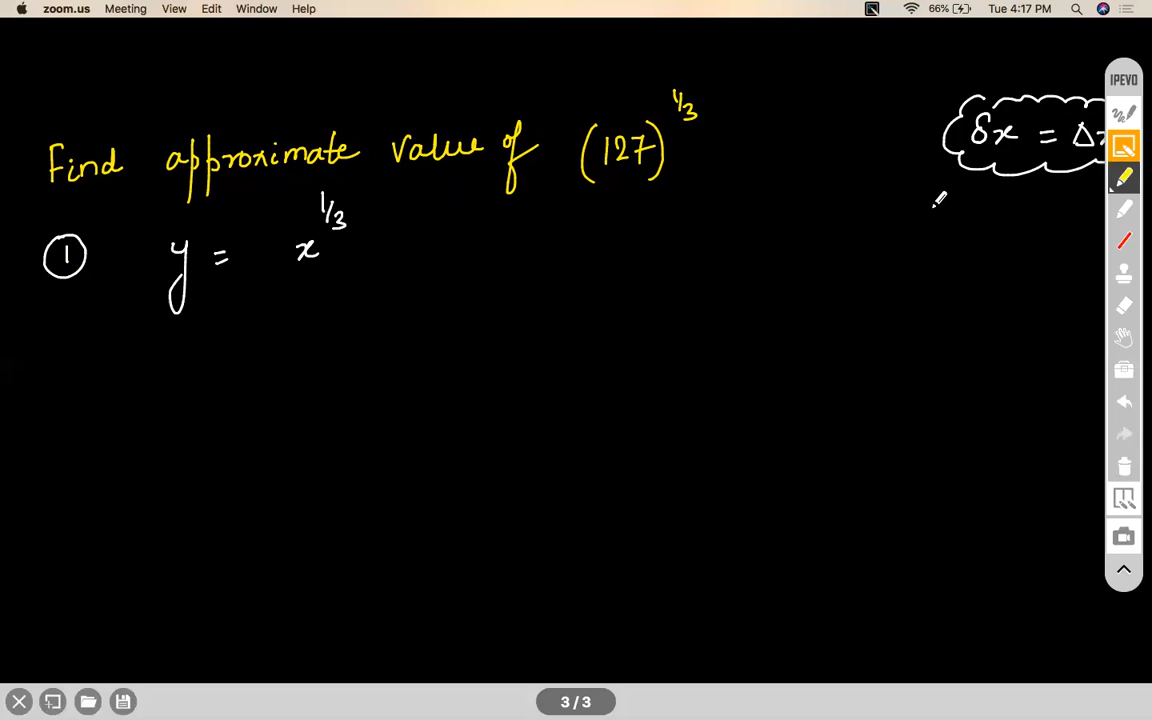 zoom.us Meeting View Edit Window Help 66% Tue 4:17 PM
IPEVO
Find approximate value of (127)^1/3
δx = Δx
① y = x^1/3
3 / 3